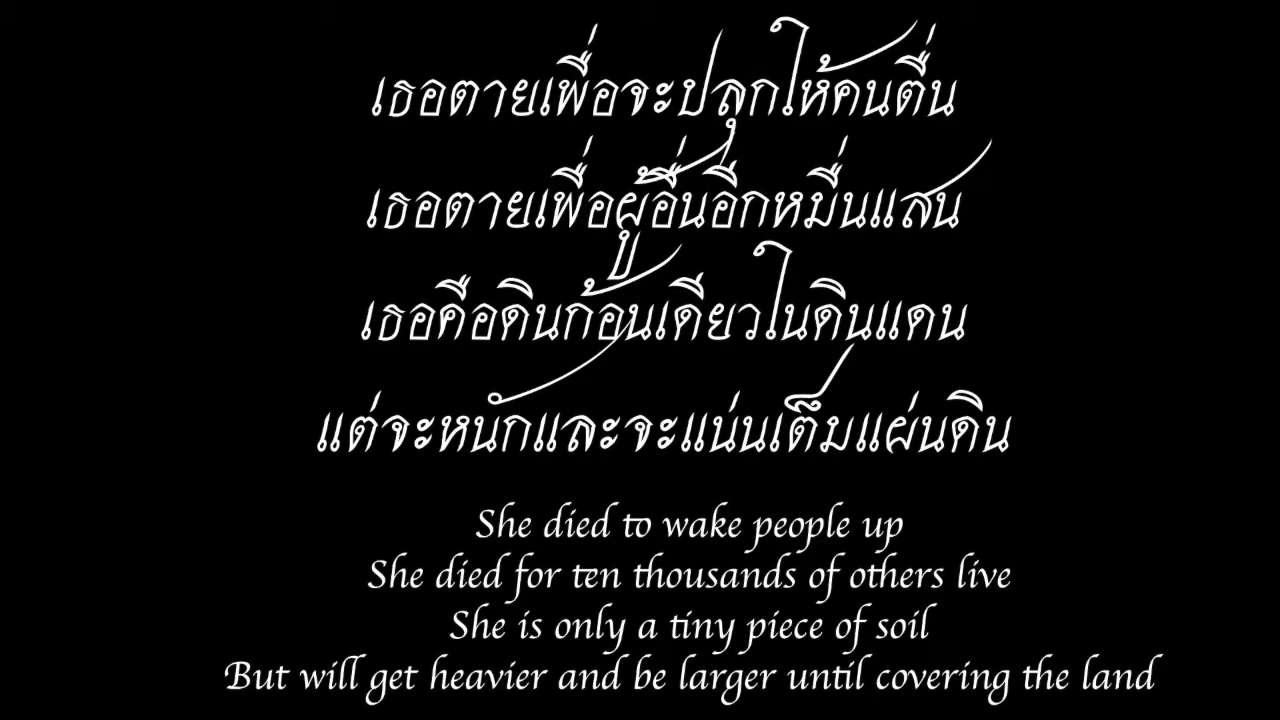 เธอตายเพื่อจะปลุกให้คนตื่น
เธอตายเพื่อผู้อื่นอีกหมื่นแสน
เธอคือดินก้อนเดียวในดินแดน
แต่จะหนักและจะแน่นเต็มแผ่นดิน
She died to wake people up
She died for ten thousands of others live
She is only a tiny piece of soil
But will get heavier and be larger until covering the land